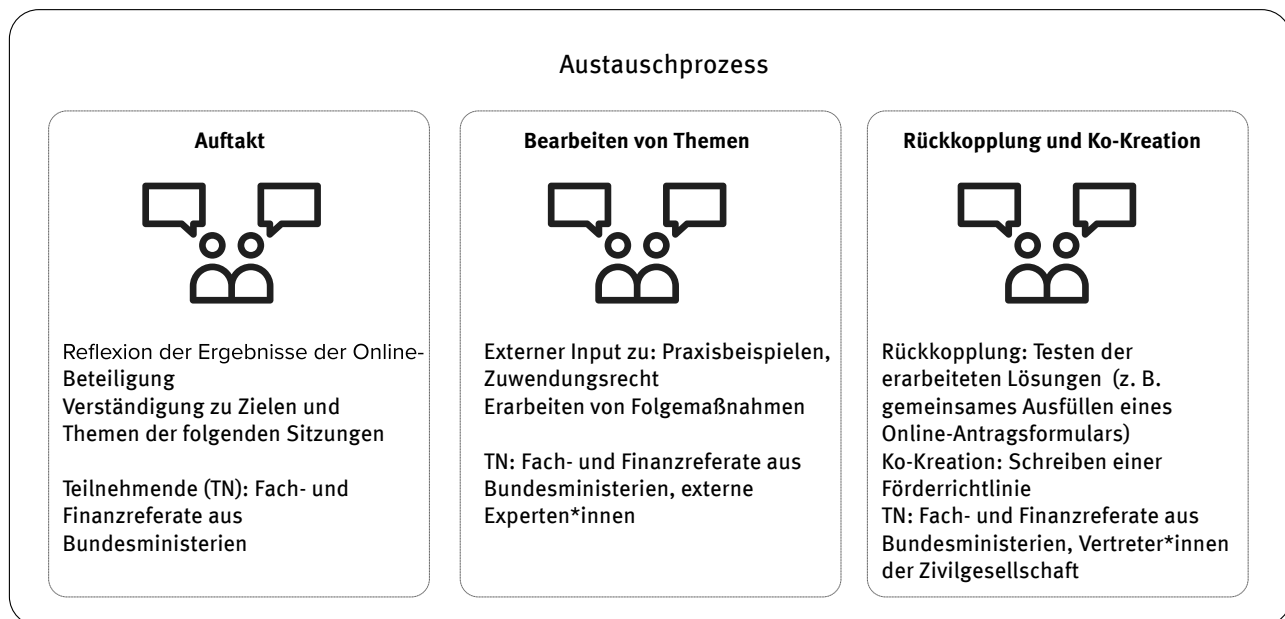 Austauschprozess
Auftakt
Reflexion der Ergebnisse der Online-
Beteiligung
Verständigung zu Zielen und
Themen der folgenden Sitzungen
Teilnehmende (TN): Fach- und
Finanzreferate aus
Bundesministerien
Bearbeiten von Themen
Externer Input zu: Praxisbeispielen,
Zuwendungsrecht
Erarbeiten von Folgemaßnahmen
TN: Fach- und Finanzreferate aus
Bundesministerien, externe
Experten*innen
Rückkopplung und Ko-Kreation
Rückkopplung: Testen der
erarbeiteten Lösungen (z. B.
gemeinsames Ausfüllen eines
Online-Antragsformulars)
Ko-Kreation: Schreiben einer
Förderrichtlinie
TN: Fach- und Finanzreferate aus
Bundesministerien, Vertreter*innen
der Zivilgesellschaft